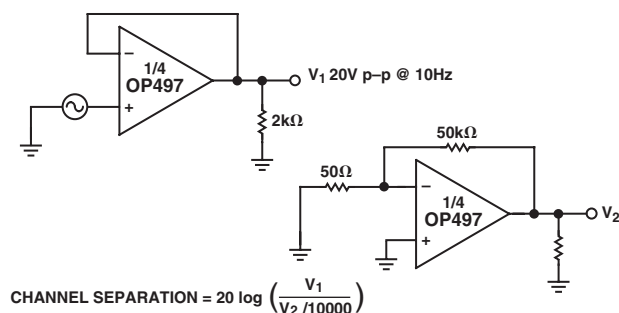 1/4
OP497
V1 20V p–p @ 10Hz
2kΩ
50kΩ
50Ω
1/4
OP497
V2
CHANNEL SEPARATION = 20 log (V1 / V2 /10000)